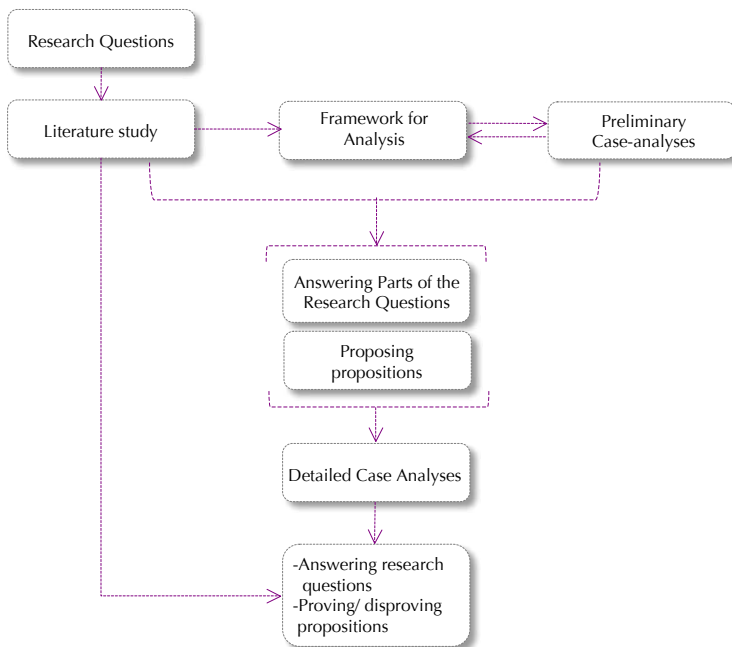 Research Questions
Literature study
Framework for
Analysis
Preliminary
Case-analyses
Answering Parts of the
Research Questions
Proposing
propositions
Detailed Case Analyses
-Answering research
questions
-Proving/ disproving
propositions